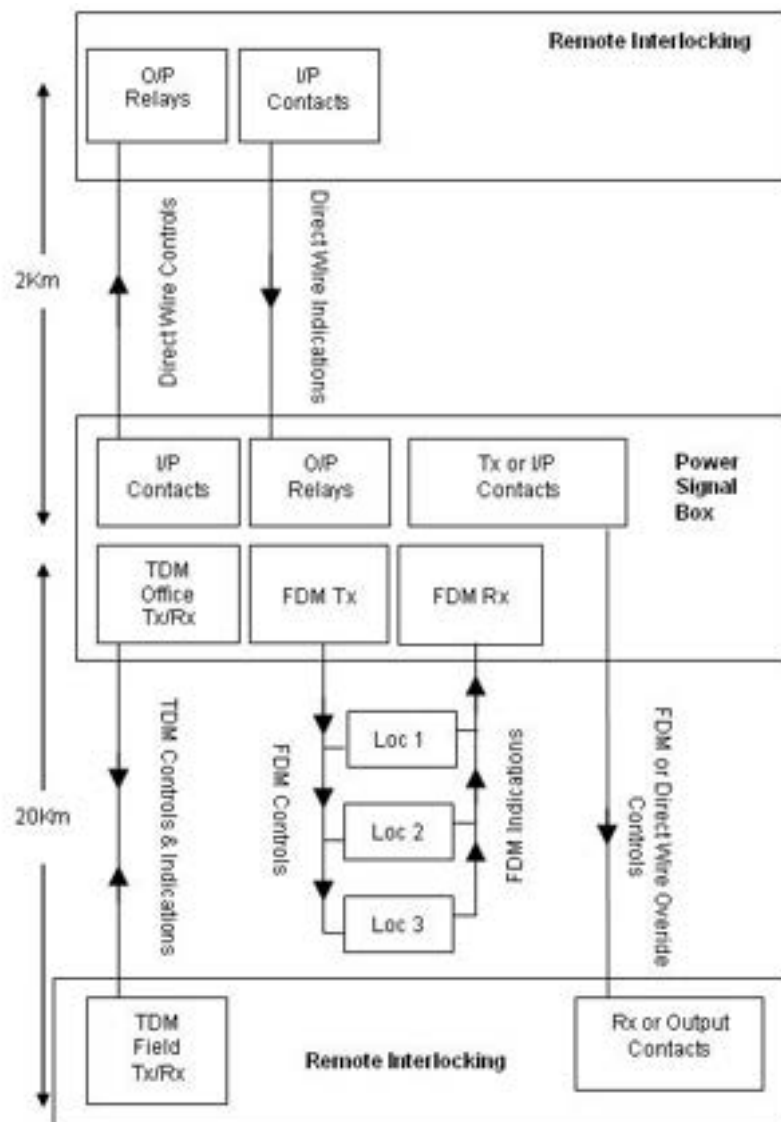 Remote Interlocking
O/P
Relays
I/P
Contacts
Direct Wire Controls
Direct Wire Indications
2Km
I/P
Contacts
O/P
Relays
Tx or I/P
Contacts
Power
Signal
Box
TDM
Office
Tx/Rx
FDM Tx
FDM Rx
TDM Controls & Indications
FDM Controls
Loc 1
Loc 2
Loc 3
FDM Indications
FDM or Direct Wire Overide
Controls
20Km
TDM
Field
Tx/Rx
Remote Interlocking
Rx or Output
Contacts